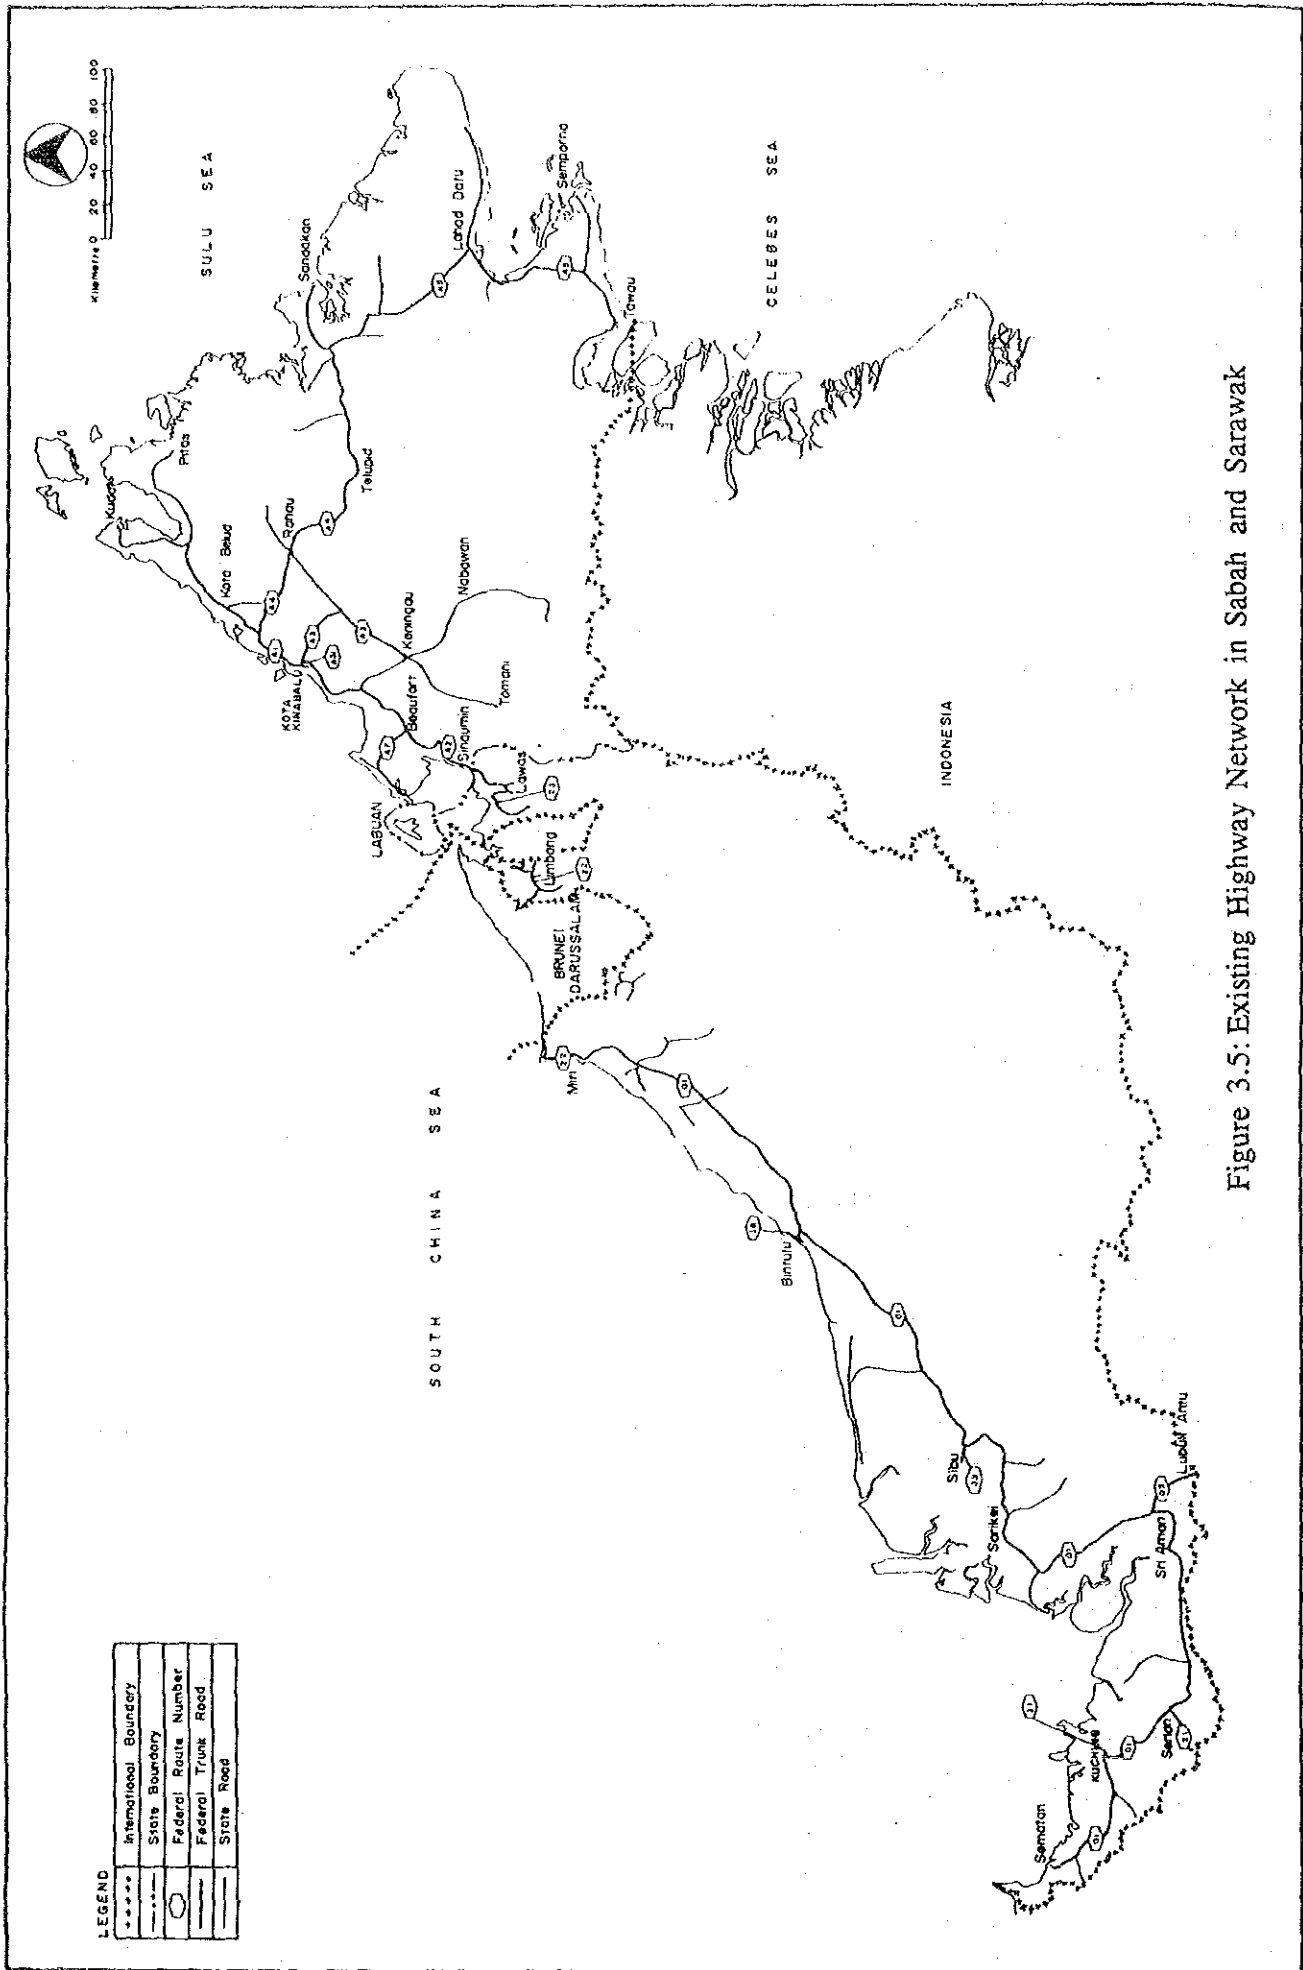 Kilometre 0 20 40 60 80 100
SULU SEA
Kudat
Pitas
Sandakan
Kota Belud
Ranau
Telupid
Lahad Datu
Semporna
KOTA
KINABALU
Keningau
Nabawan
Tomani
Beaufort
Sindumin
Lawas
Tawau
CELEBES SEA
LABUAN
Limbang
BRUNEI
DARUSSALAM
INDONESIA
SOUTH CHINA SEA
Miri
Bintulu
Sibu
Sarikei
Sri Aman
Lubuk Antu
Serian
KUCHING
Sematan
LEGEND
International Boundary
State Boundary
Federal Route Number
Federal Trunk Road
State Road
Figure 3.5: Existing Highway Network in Sabah and Sarawak